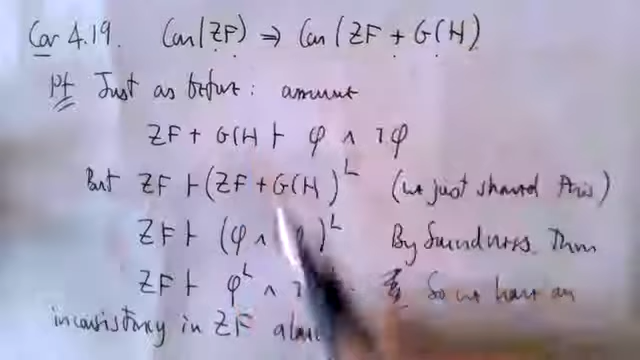 Cor 4.19. Con(ZF) ⇒ Con(ZF + GCH)
Pf Just as before: assume
ZF + GCH ⊢ φ ∧ ¬φ
But ZF ⊢ (ZF + GCH)^L (we just showed this)
ZF ⊢ (φ ∧ )^L By Soundness Thm
ZF ⊢ φ^L ∧ ¬ So we have an
inconsistency in ZF alone